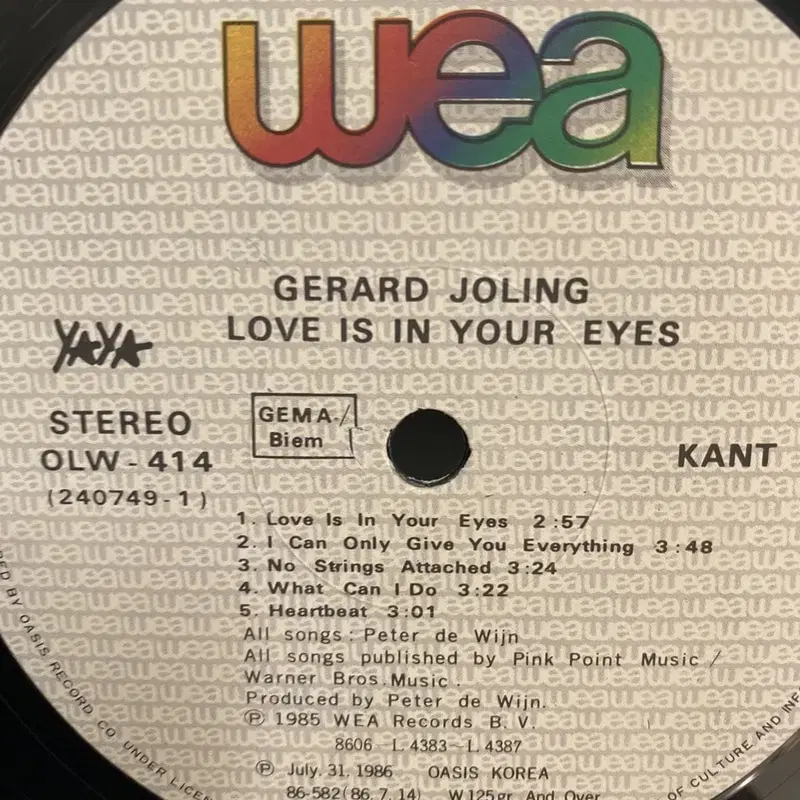 wea
GERARD JOLING
LOVE IS IN YOUR EYES
YAYA
STEREO
OLW-414
(240749-1)
GEMA/
Biem
KANT
1. Love Is In Your Eyes 2:57
2. I Can Only Give You Everything 3:48
3. No Strings Attached 3:24
4. What Can I Do 3:22
5. Heartbeat 3:01
All songs: Peter de Wijn
All songs published by Pink Point Music /
Warner Bros. Music.
Produced by Peter de Wijn.
Ⓟ 1985 WEA Records B. V.
8606-L.4383-L.4387
Ⓟ July. 31. 1986 OASIS KOREA
86-582(86.7.14) W125gr. And Over
BY OASIS RECORD CO. UNDER
OF CULTURE AND